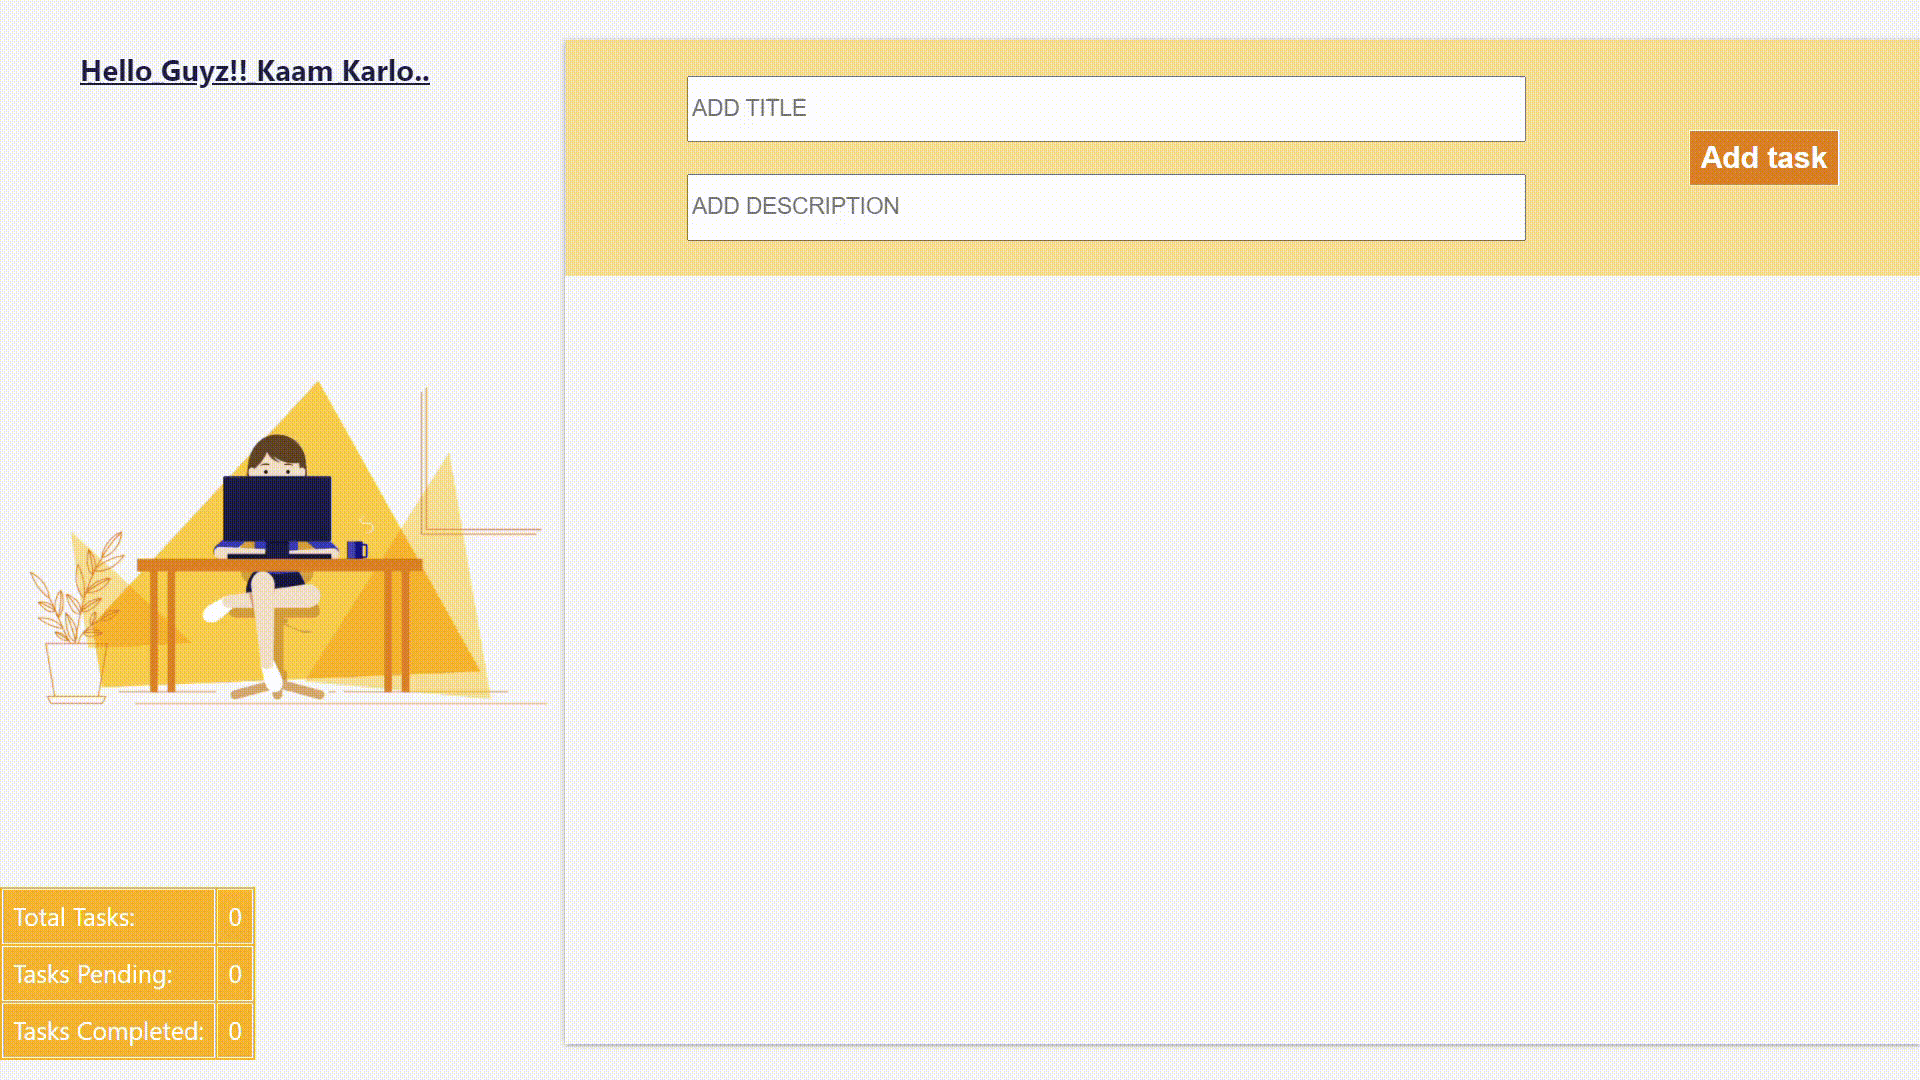 Hello Guyz!! Kaam Karlo..
ADD TITLE
ADD DESCRIPTION
Add task
Total Tasks: 0
Tasks Pending: 0
Tasks Completed: 0